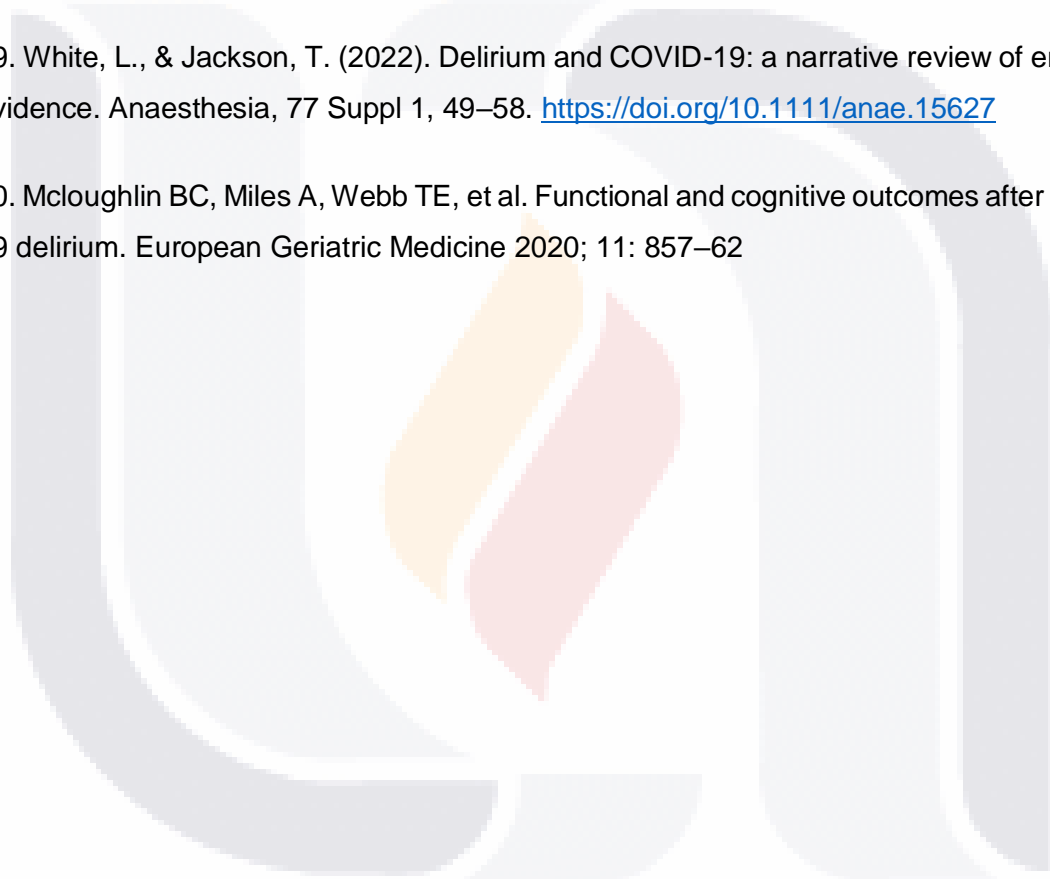 9. White, L., & Jackson, T. (2022). Delirium and COVID-19: a narrative review of
vidence. Anaesthesia, 77 Suppl 1, 49–58. https://doi.org/10.1111/anae.15627
0. Mcloughlin BC, Miles A, Webb TE, et al. Functional and cognitive outcomes after
9 delirium. European Geriatric Medicine 2020; 11: 857–62